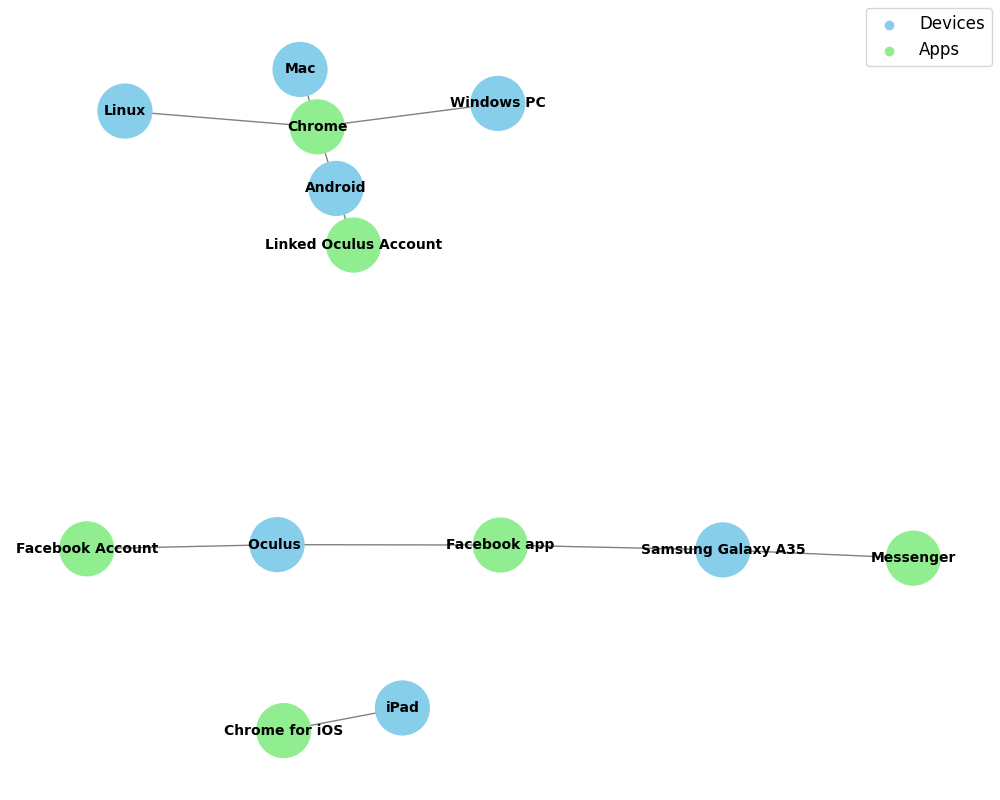 Devices
Apps
Mac
Windows PC
Linux
Chrome
Android
Linked Oculus Account
Facebook Account
Oculus
Facebook app
Samsung Galaxy A35
Messenger
iPad
Chrome for iOS